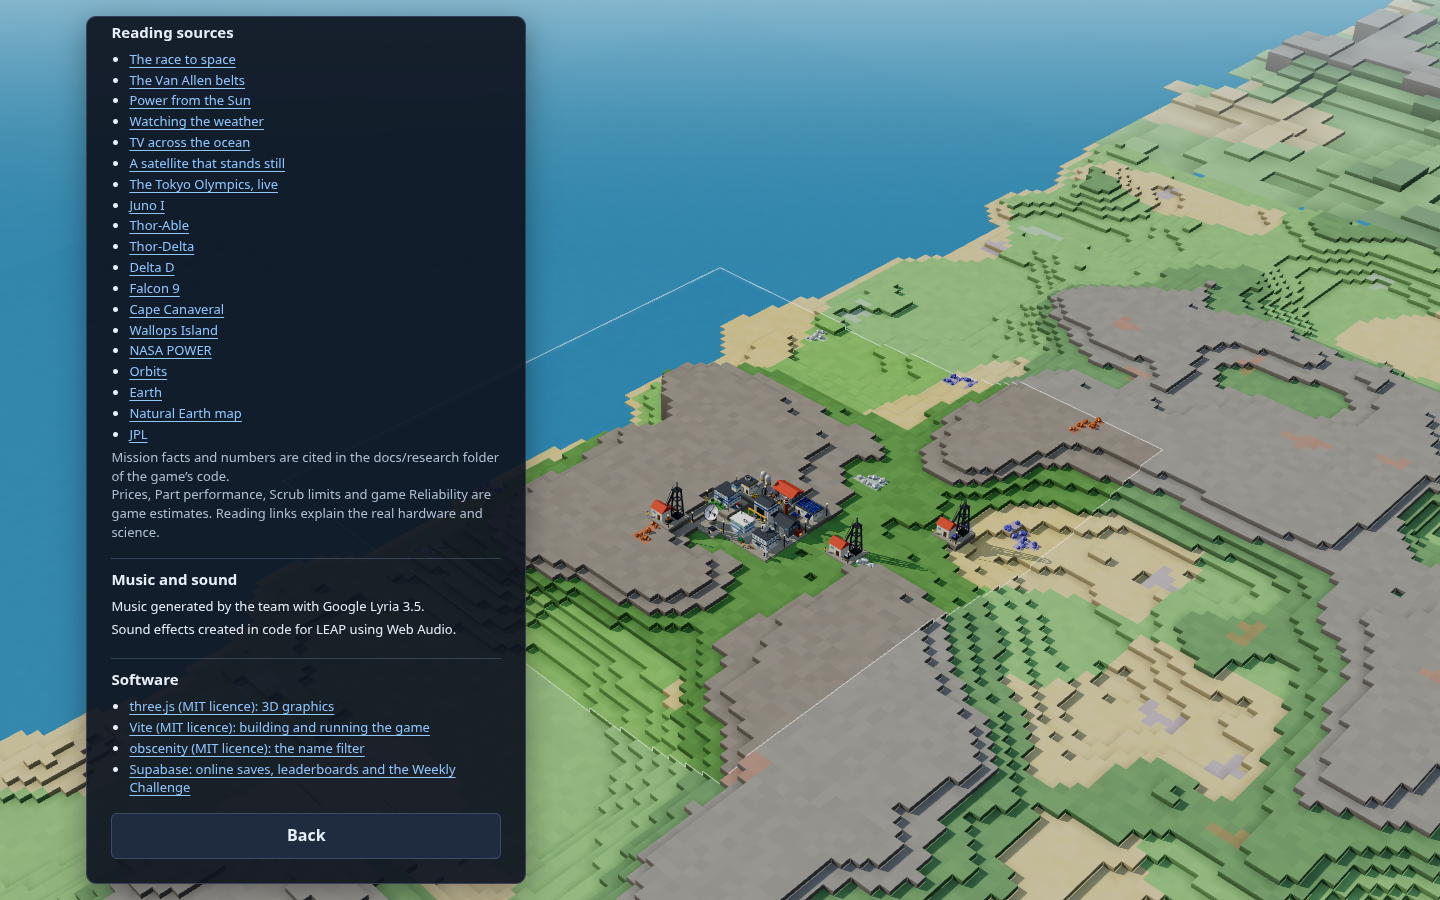 Reading sources
The race to space
The Van Allen belts
Power from the Sun
Watching the weather
TV across the ocean
A satellite that stands still
The Tokyo Olympics, live
Juno I
Thor-Able
Thor-Delta
Delta D
Falcon 9
Cape Canaveral
Wallops Island
NASA POWER
Orbits
Earth
Natural Earth map
JPL
Mission facts and numbers are cited in the docs/research folder
of the game’s code.
Prices, Part performance, Scrub limits and game Reliability are
game estimates. Reading links explain the real hardware and
science.
Music and sound
Music generated by the team with Google Lyria 3.5.
Sound effects created in code for LEAP using Web Audio.
Software
three.js (MIT licence): 3D graphics
Vite (MIT licence): building and running the game
obscenity (MIT licence): the name filter
Supabase: online saves, leaderboards and the Weekly
Challenge
Back